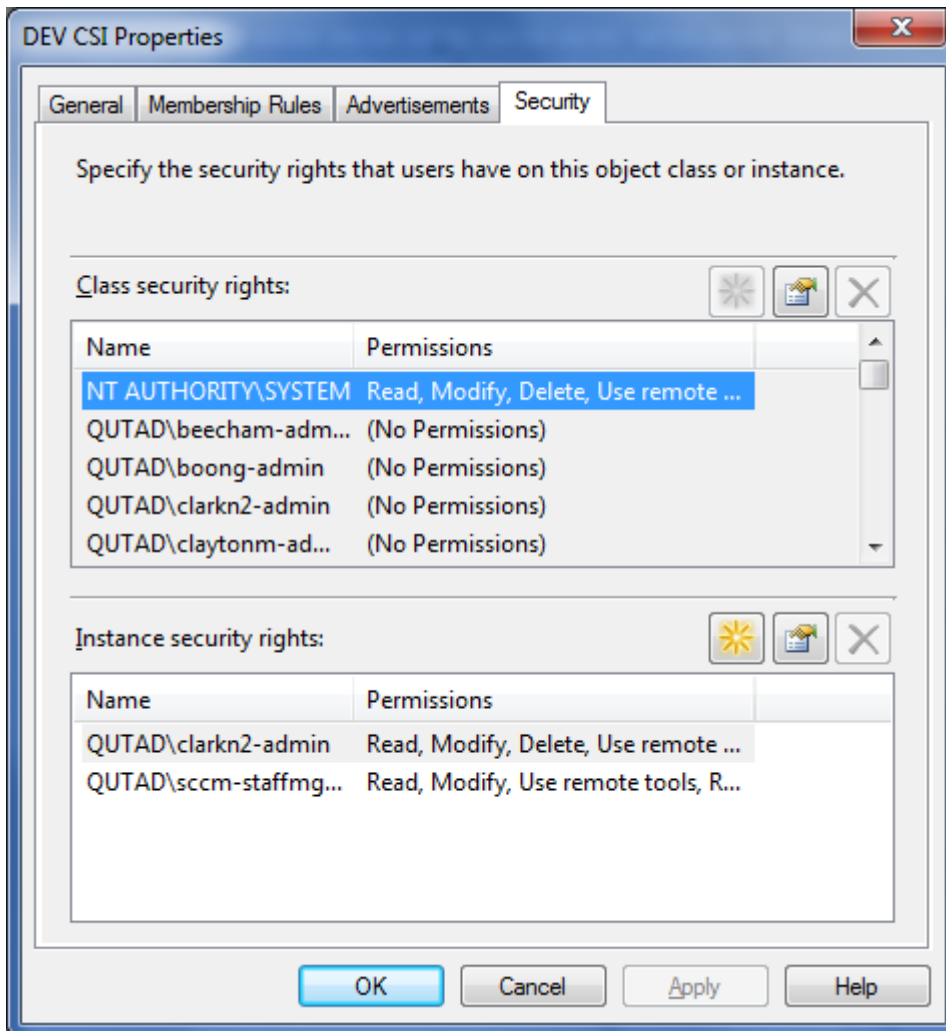 DEV CSI Properties
General Membership Rules Advertisements Security
Specify the security rights that users have on this object class or instance.
Class security rights:
Name Permissions
NT AUTHORITY\SYSTEM Read, Modify, Delete, Use remote ...
QUTAD\beecham-adm... (No Permissions)
QUTAD\boong-admin (No Permissions)
QUTAD\clarkn2-admin (No Permissions)
QUTAD\claytonm-ad... (No Permissions)
Instance security rights:
Name Permissions
QUTAD\clarkn2-admin Read, Modify, Delete, Use remote ...
QUTAD\sccm-staffmg... Read, Modify, Use remote tools, R...
OK Cancel Apply Help